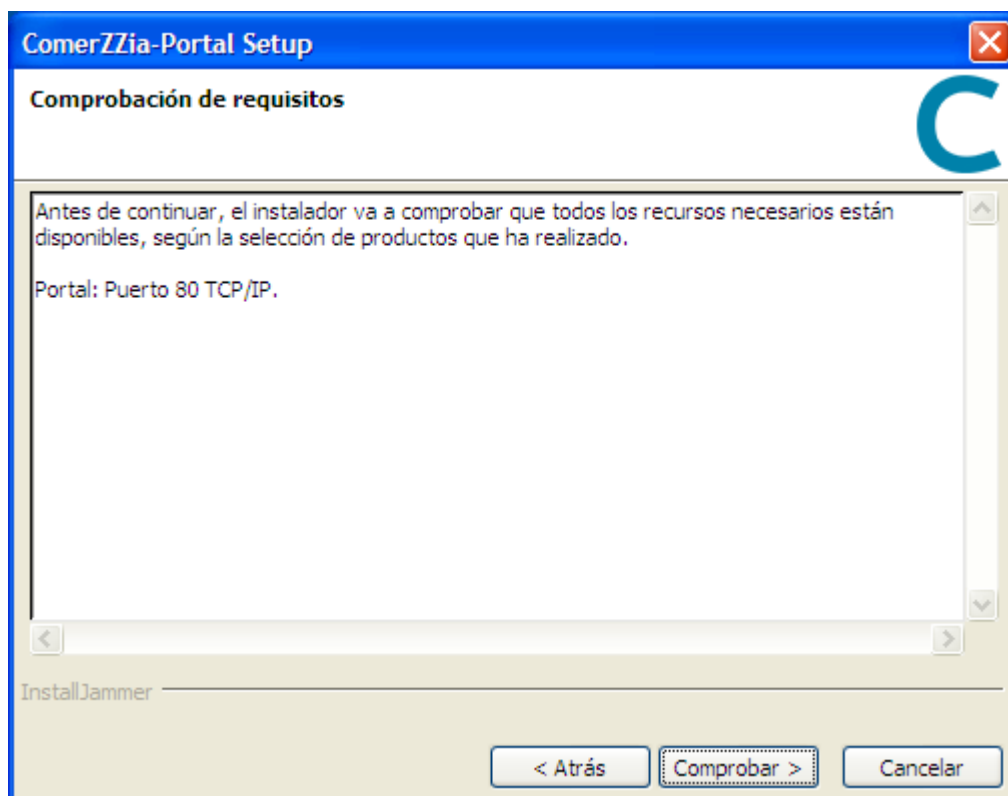 ComerZZia-Portal Setup
Comprobación de requisitos
Antes de continuar, el instalador va a comprobar que todos los recursos necesarios están
disponibles, según la selección de productos que ha realizado.
Portal: Puerto 80 TCP/IP.
InstallJammer
< Atrás
Comprobar >
Cancelar